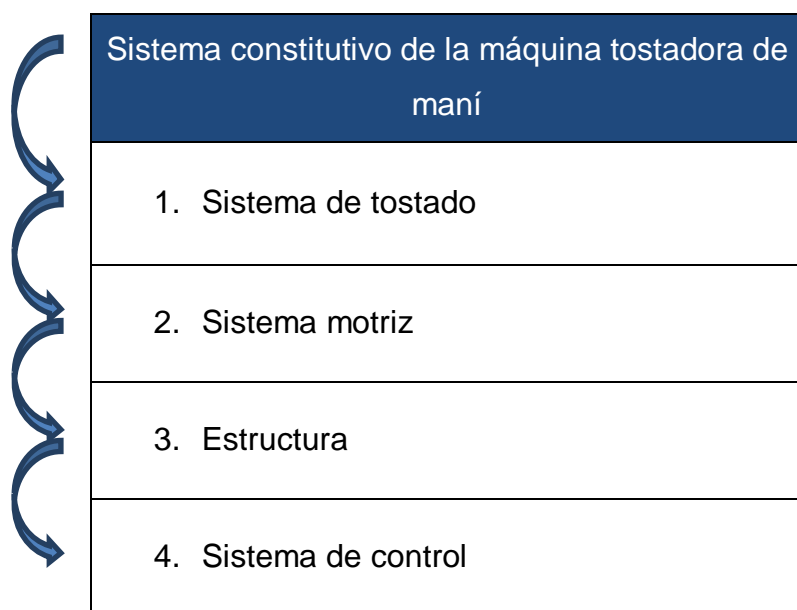 Sistema constitutivo de la máquina tostadora de
maní
1. Sistema de tostado
2. Sistema motriz
3. Estructura
4. Sistema de control